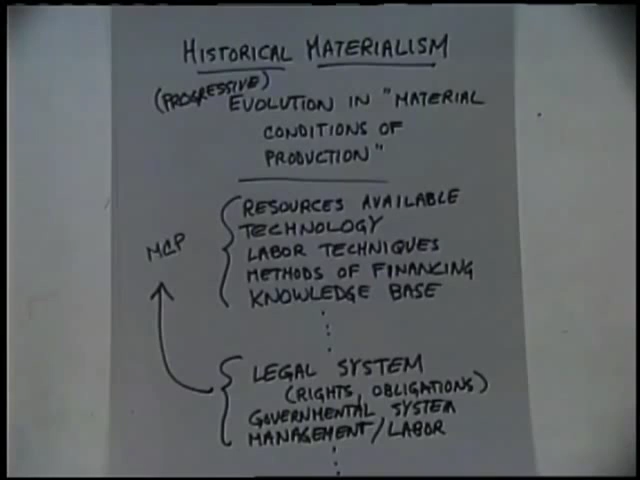 HISTORICAL MATERIALISM
(PROGRESSIVE)
EVOLUTION IN "MATERIAL
CONDITIONS OF
PRODUCTION"
RESOURCES AVAILABLE
TECHNOLOGY
LABOR TECHNIQUES
MCP
METHODS OF FINANCING
KNOWLEDGE BASE
LEGAL SYSTEM
(RIGHTS, OBLIGATIONS)
GOVERNMENTAL SYSTEM
MANAGEMENT/LABOR